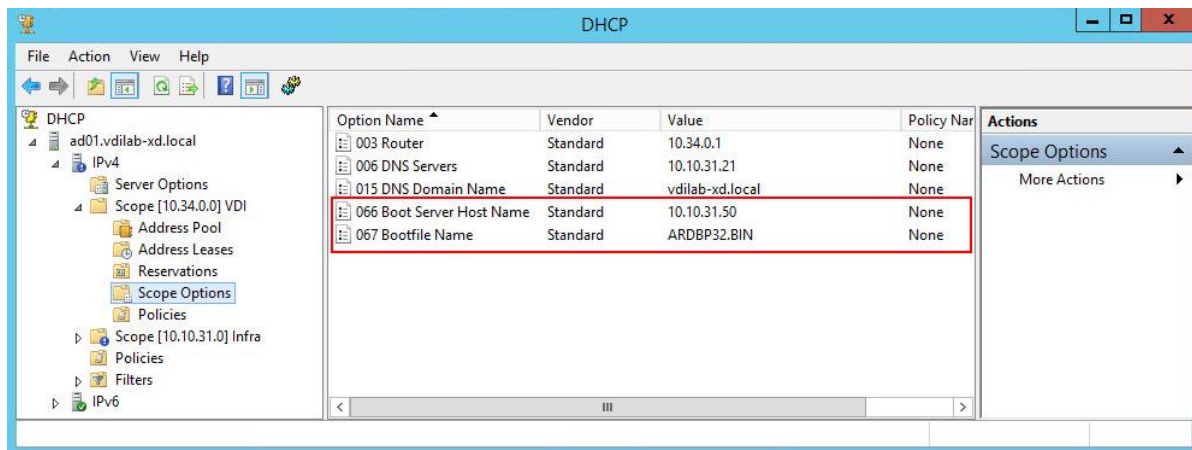 DHCP
File Action View Help
DHCP
ad01.vdilab-xd.local
IPv4
Server Options
Scope [10.34.0.0] VDI
Address Pool
Address Leases
Reservations
Scope Options
Policies
Scope [10.10.31.0] Infra
Policies
Filters
IPv6
Option Name Vendor Value Policy Nar
003 Router Standard 10.34.0.1 None
006 DNS Servers Standard 10.10.31.21 None
015 DNS Domain Name Standard vdilab-xd.local None
066 Boot Server Host Name Standard 10.10.31.50 None
067 Bootfile Name Standard ARDBP32.BIN None
Actions
Scope Options
More Actions